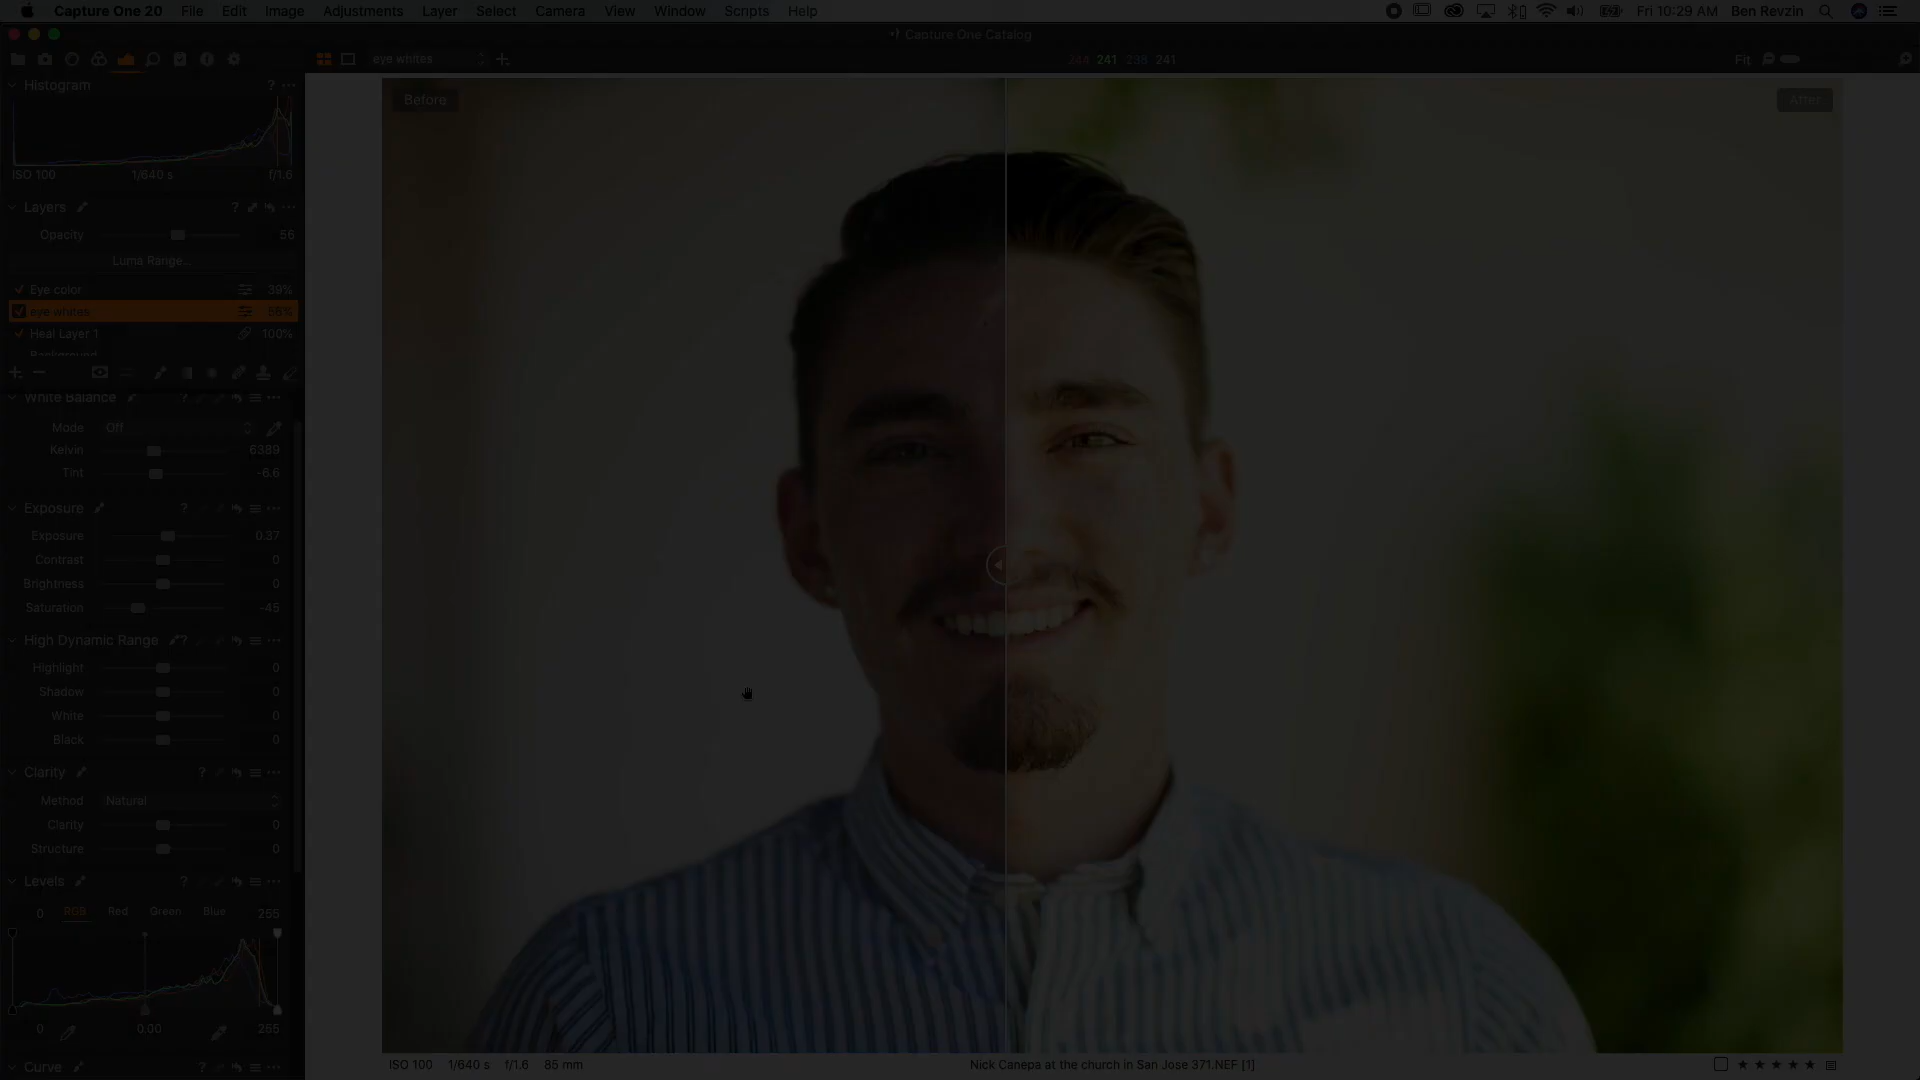 Capture One 20 File Edit Image Adjustments Layer Select Camera View Window Scripts Help Fri 10:29 AM Ben Revzin
Capture One Catalog
eye whites 244 241 238 241 Fit
Histogram ?
Before After
ISO 100 1/640 s f/1.6
Layers ?
Opacity 56
Luma Range...
Eye color 39%
eye whites 56%
Heal Layer 1 100%
Background
White Balance ?
Mode Off
Kelvin 6389
Tint -6.6
Exposure ?
Exposure 0.37
Contrast 0
Brightness 0
Saturation -45
High Dynamic Range ?
Highlight 0
Shadow 0
White 0
Black 0
Clarity ?
Method Natural
Clarity 0
Structure 0
Levels ?
0 RGB Red Green Blue 255
0 0.00 255
Curve ?
ISO 100 1/640 s f/1.6 85 mm Nick Canepa at the church in San Jose 371.NEF [1]